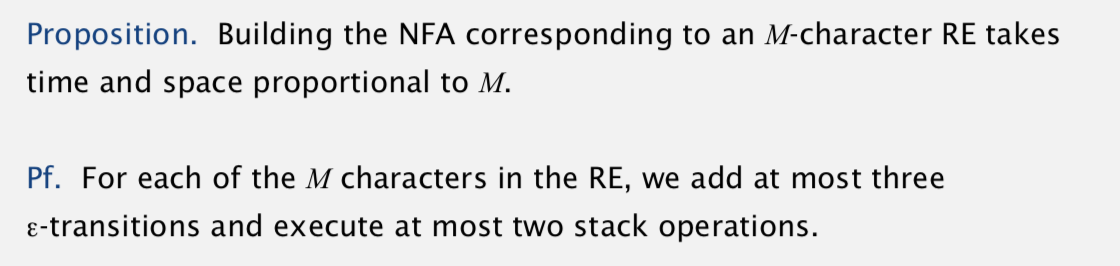 Proposition. Building the NFA corresponding to an M-character RE takes
time and space proportional to M.
Pf. For each of the M characters in the RE, we add at most three
ε-transitions and execute at most two stack operations.